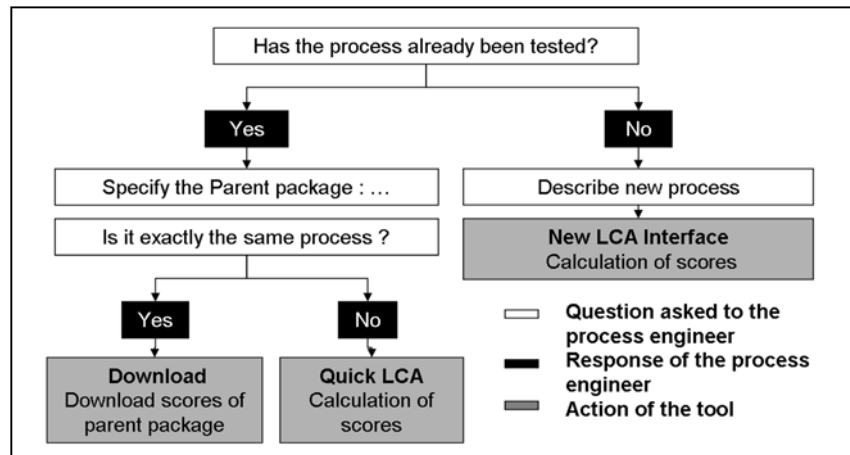 Has the process already been tested?
Yes
No
Specify the Parent package : …
Describe new process
Is it exactly the same process ?
New LCA Interface
Calculation of scores
Yes
No
Download
Download scores of
parent package
Quick LCA
Calculation of
scores
Question asked to the
process engineer
Response of the process
engineer
Action of the tool